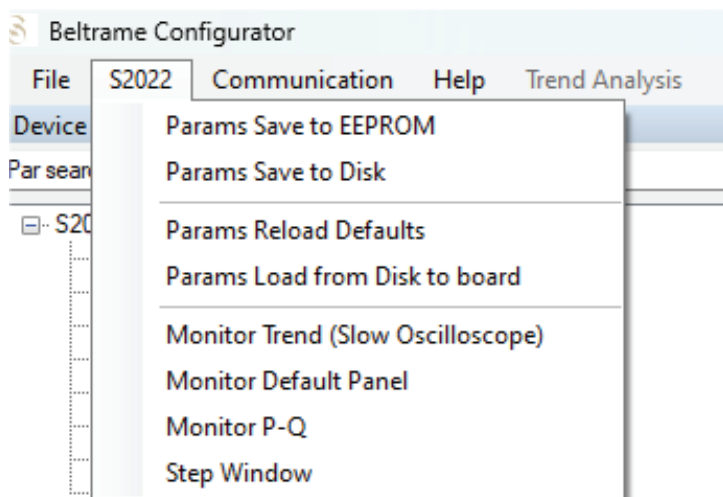 Beltrame Configurator
File S2022 Communication Help Trend Analysis
Device
Params Save to EEPROM
Par sear
Params Save to Disk
S20
Params Reload Defaults
Params Load from Disk to board
Monitor Trend (Slow Oscilloscope)
Monitor Default Panel
Monitor P-Q
Step Window